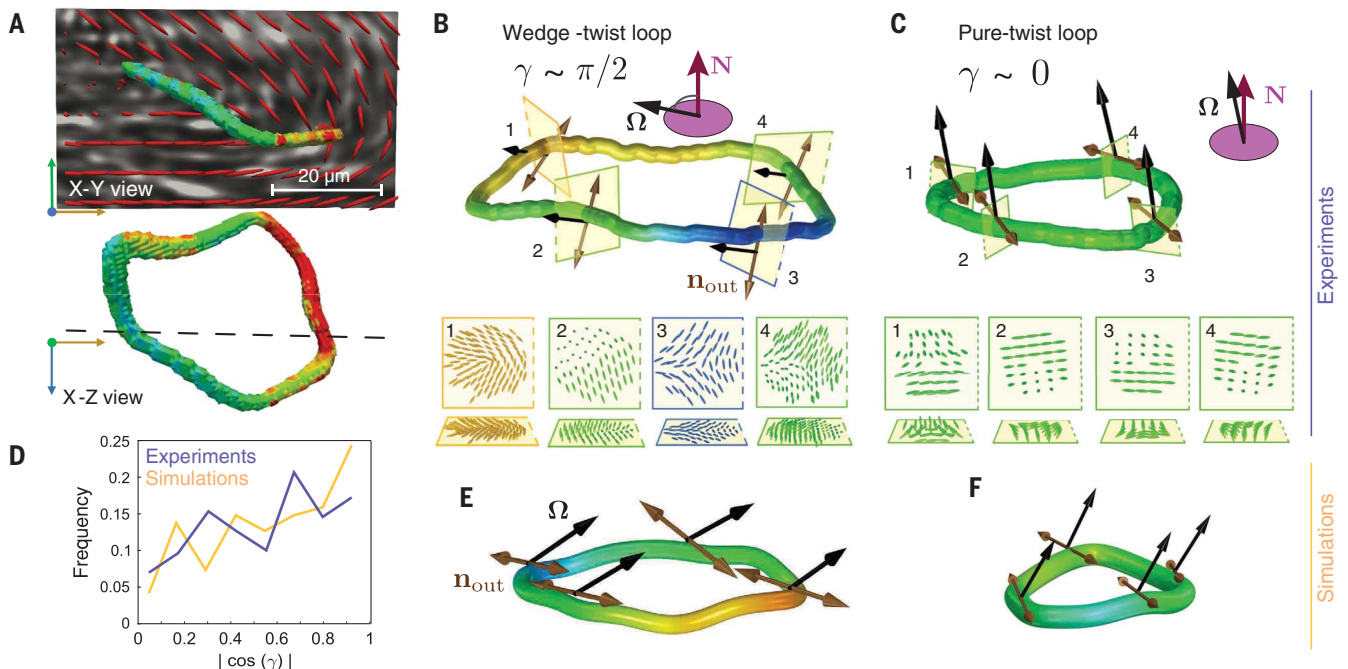 A
X-Y view
20 μm
X-Z view
B
Wedge -twist loop
γ ~ π/2
N
Ω
1
4
2
3
n_out
1
2
3
4
C
Pure-twist loop
γ ~ 0
N
Ω
1
4
2
3
1
2
3
4
Experiments
D
0.25
0.2
0.15
0.1
0.05
0
Frequency
Experiments
Simulations
0
0.2
0.4
0.6
0.8
1
| cos (γ) |
E
Ω
n_out
F
Simulations